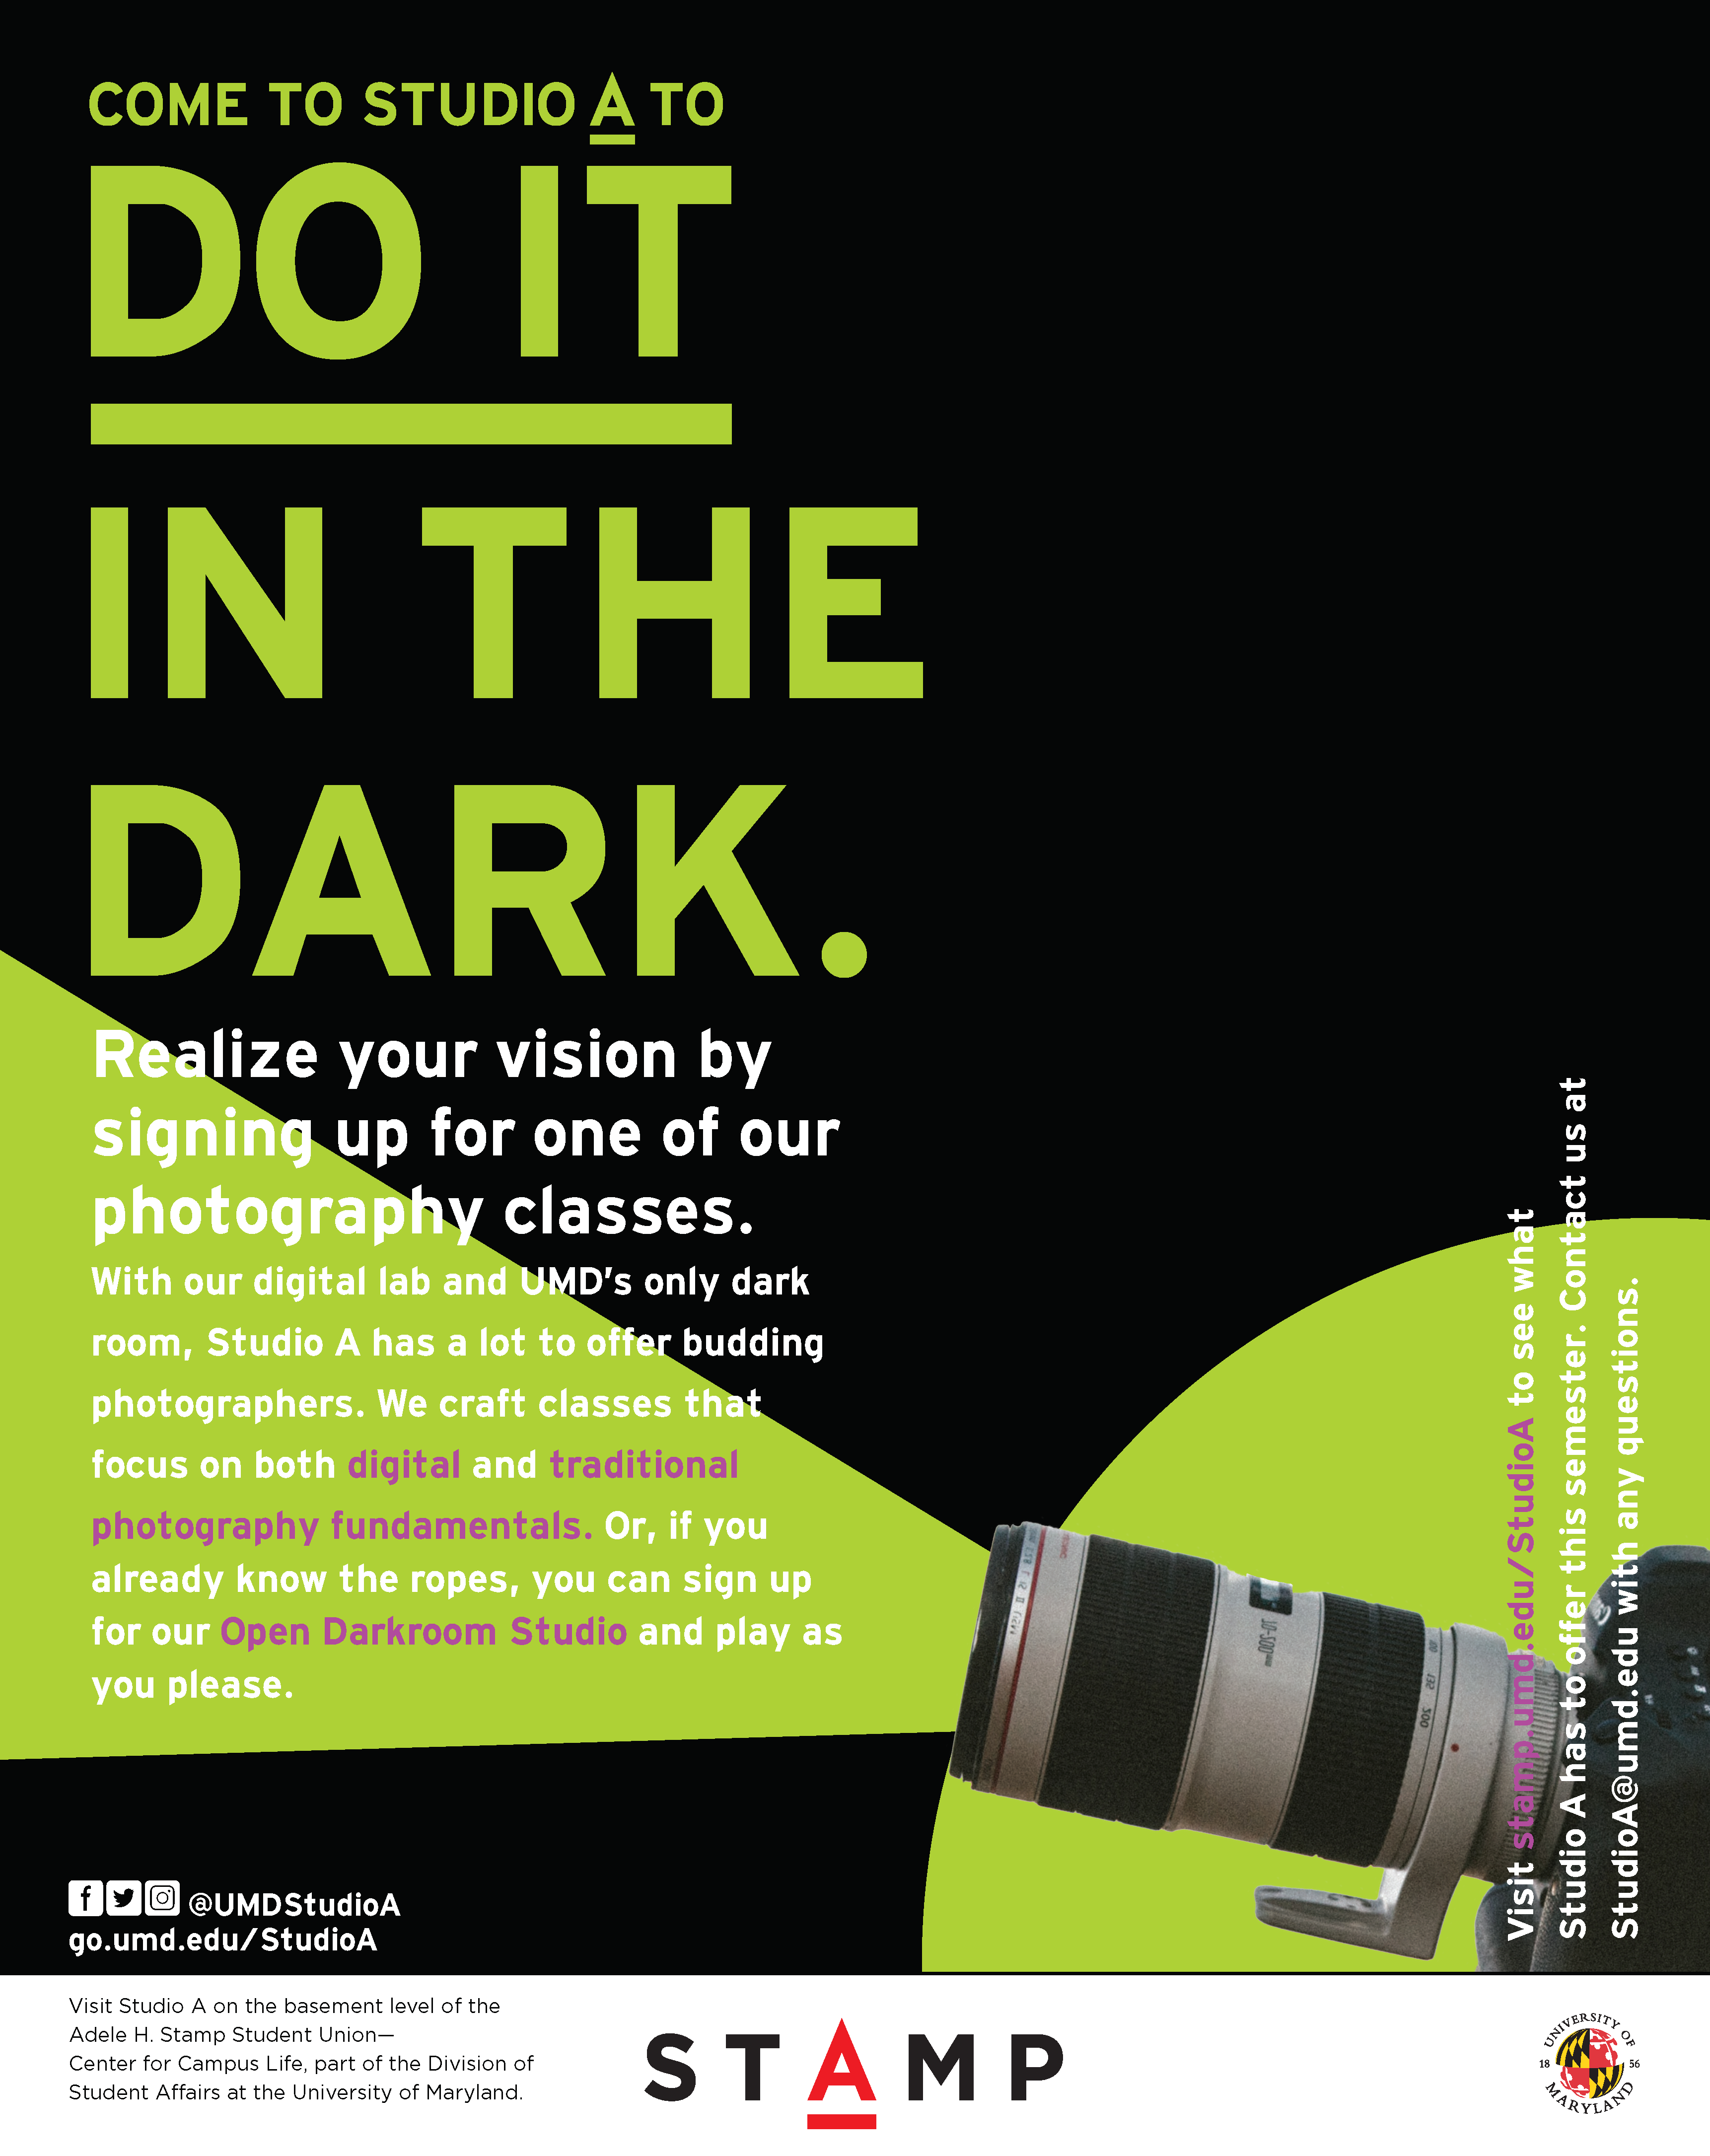 COME TO STUDIO A TO
DO IT
IN THE
DARK.
Realize your vision by
signing up for one of our
photography classes.
With our digital lab and UMD's only dark
room, Studio A has a lot to offer budding
photographers. We craft classes that
focus on both digital and traditional
photography fundamentals. Or, if you
already know the ropes, you can sign up
for our Open Darkroom Studio and play as
you please.
Visit stamp.umd.edu/StudioA to see what
Studio A has to offer this semester. Contact us at
StudioA@umd.edu with any questions.
@UMDStudioA
go.umd.edu/StudioA
Visit Studio A on the basement level of the
Adele H. Stamp Student Union—
Center for Campus Life, part of the Division of
Student Affairs at the University of Maryland.
STAMP
UNIVERSITY OF
18 56
MARYLAND